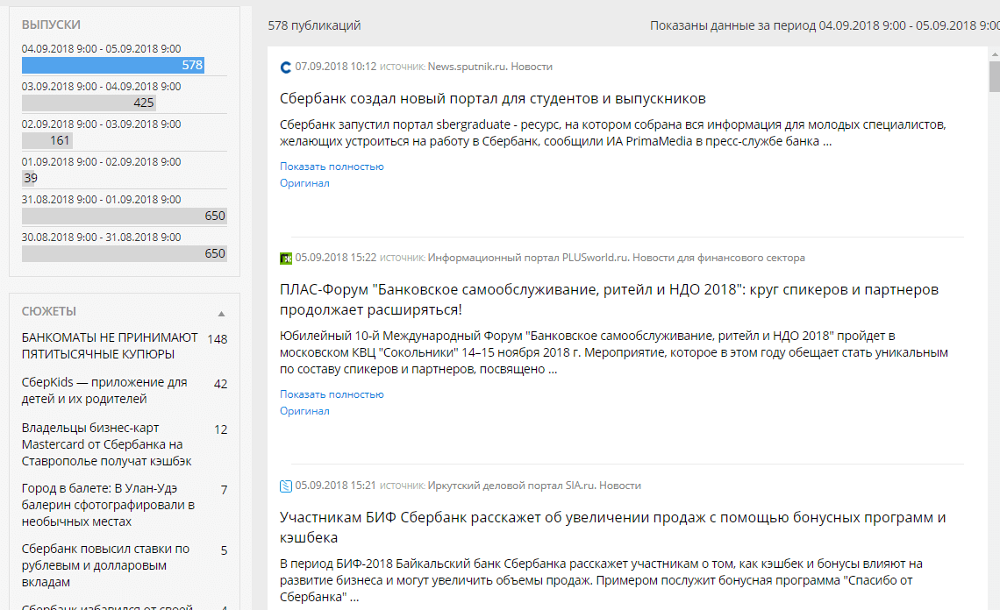 ВЫПУСКИ
04.09.2018 9:00 - 05.09.2018 9:00
578
03.09.2018 9:00 - 04.09.2018 9:00
425
02.09.2018 9:00 - 03.09.2018 9:00
161
01.09.2018 9:00 - 02.09.2018 9:00
39
31.08.2018 9:00 - 01.09.2018 9:00
650
30.08.2018 9:00 - 31.08.2018 9:00
650
СЮЖЕТЫ
БАНКОМАТЫ НЕ ПРИНИМАЮТ 148
ПЯТИТЫСЯЧНЫЕ КУПЮРЫ
СберKids — приложение для 42
детей и их родителей
Владельцы бизнес-карт 12
Mastercard от Сбербанка на
Ставрополье получат кэшбэк
Город в балете: В Улан-Удэ 7
балерин сфотографировали в
необычных местах
Сбербанк повысил ставки по 5
рублевым и долларовым
вкладам
Сбербанк избавился от своей 4
578 публикаций
Показаны данные за период 04.09.2018 9:00 - 05.09.2018 9:00
07.09.2018 10:12 источник: News.sputnik.ru. Новости
Сбербанк создал новый портал для студентов и выпускников
Сбербанк запустил портал sbergraduate - ресурс, на котором собрана вся информация для молодых специалистов,
желающих устроиться на работу в Сбербанк, сообщили ИА PrimaMedia в пресс-службе банка ...
Показать полностью
Оригинал
05.09.2018 15:22 источник: Информационный портал PLUSworld.ru. Новости для финансового сектора
ПЛАС-Форум "Банковское самообслуживание, ритейл и НДО 2018": круг спикеров и партнеров
продолжает расширяться!
Юбилейный 10-й Международный Форум "Банковское самообслуживание, ритейл и НДО 2018" пройдет в
московском КВЦ "Сокольники" 14–15 ноября 2018 г. Мероприятие, которое в этом году обещает стать уникальным
по составу спикеров и партнеров, посвящено ...
Показать полностью
Оригинал
05.09.2018 15:21 источник: Иркутский деловой портал SIA.ru. Новости
Участникам БИФ Сбербанк расскажет об увеличении продаж с помощью бонусных программ и
кэшбека
В период БИФ-2018 Байкальский банк Сбербанка расскажет участникам о том, как кэшбек и бонусы влияют на
развитие бизнеса и могут увеличить объемы продаж. Примером послужит бонусная программа "Спасибо от
Сбербанка" ...